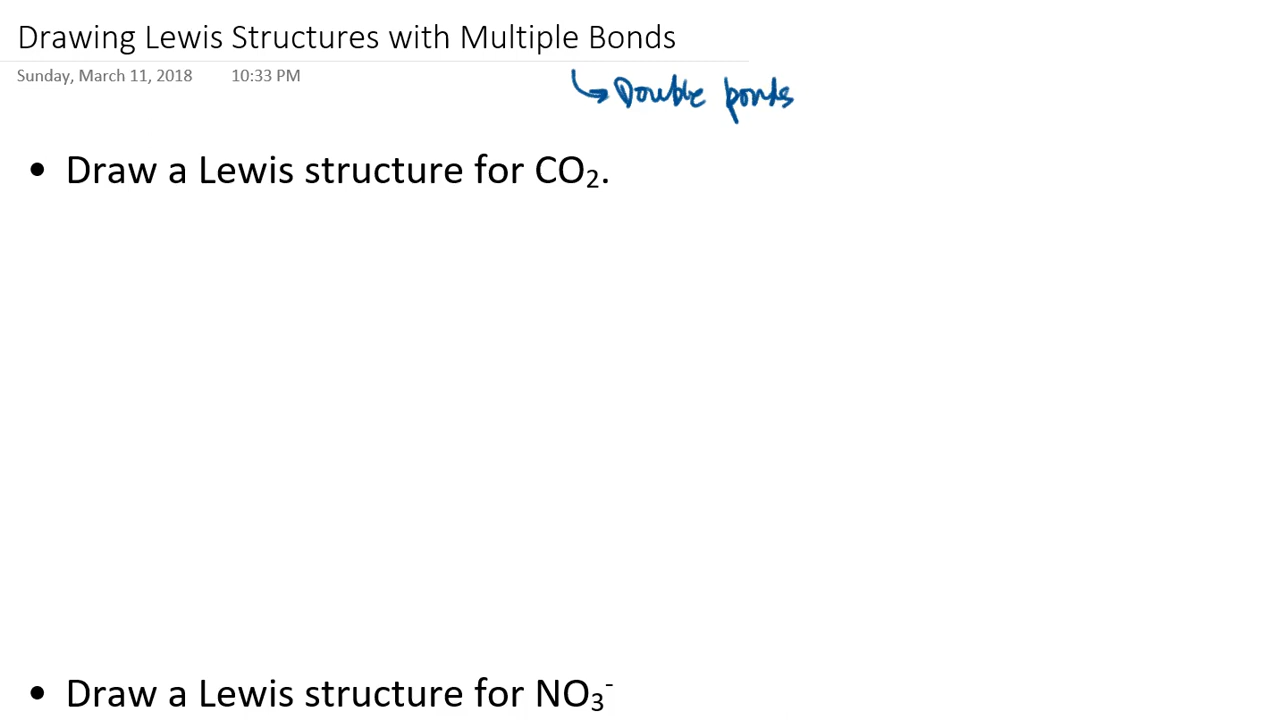 Drawing Lewis Structures with Multiple Bonds
Sunday, March 11, 2018 10:33 PM
Double bonds
• Draw a Lewis structure for CO₂.
• Draw a Lewis structure for NO₃⁻